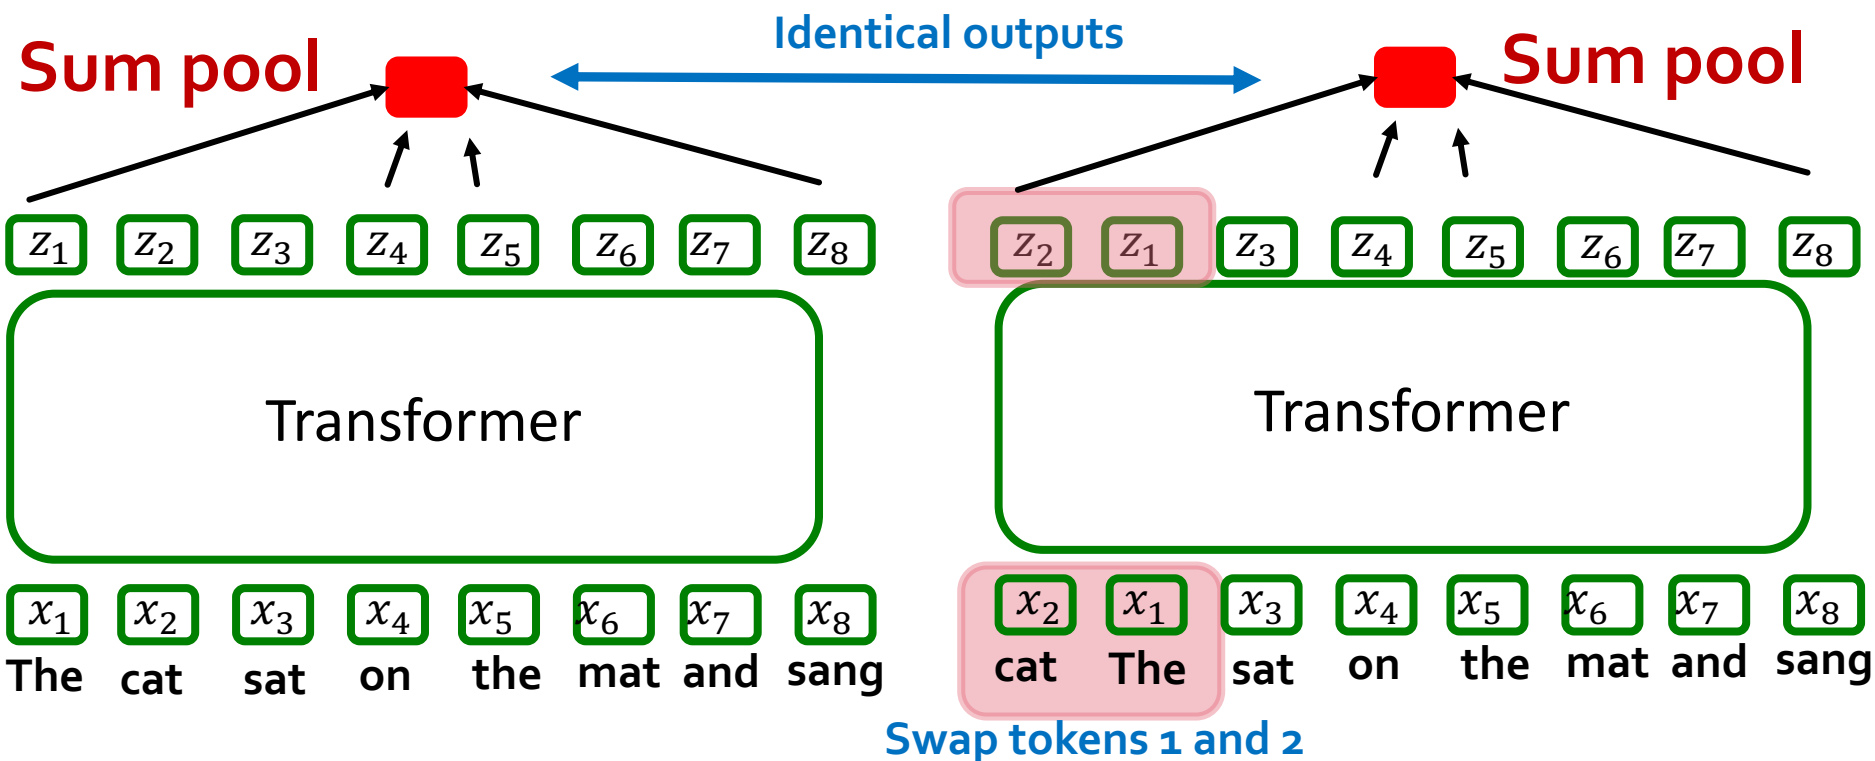 Identical outputs
Sum pool
Sum pool
z₁ z₂ z₃ z₄ z₅ z₆ z₇ z₈
z₂ z₁ z₃ z₄ z₅ z₆ z₇ z₈
Transformer
Transformer
x₁ x₂ x₃ x₄ x₅ x₆ x₇ x₈
The cat sat on the mat and sang
x₂ x₁ x₃ x₄ x₅ x₆ x₇ x₈
cat The sat on the mat and sang
Swap tokens 1 and 2